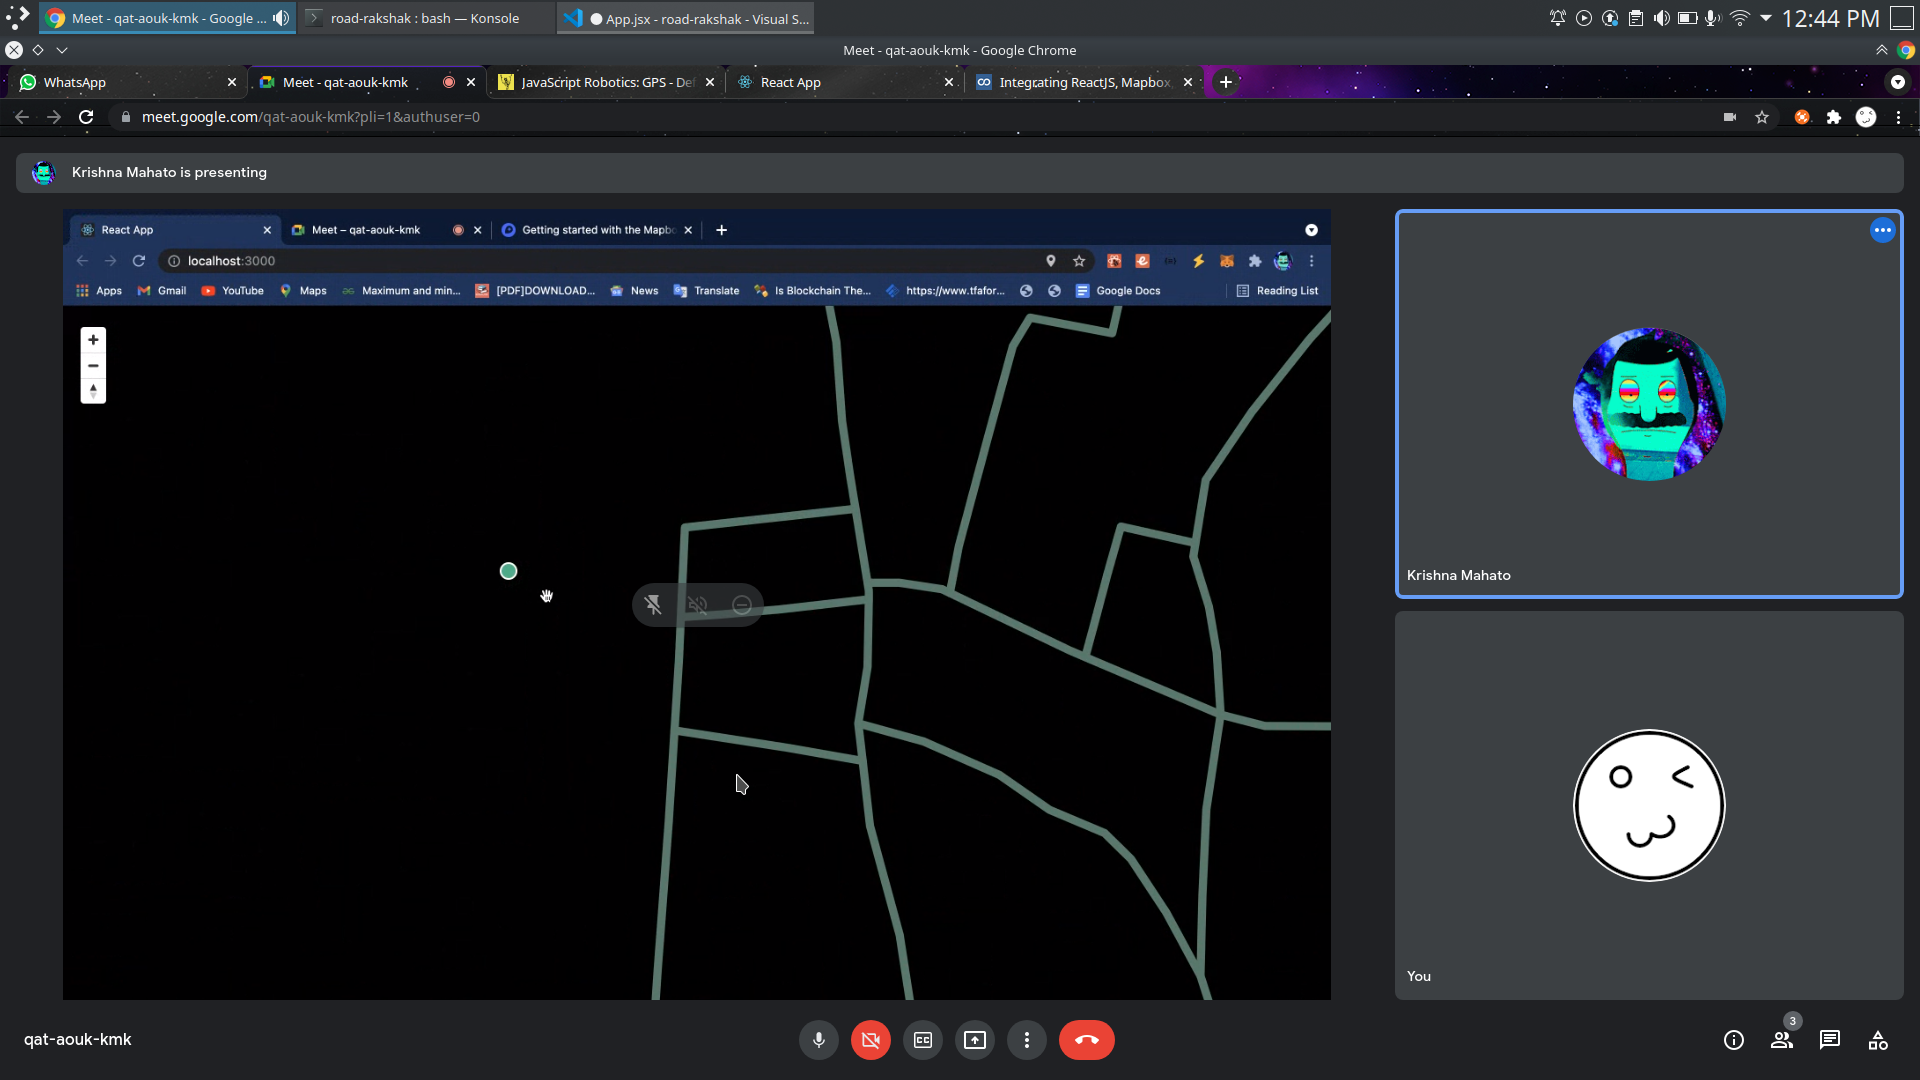 Meet - qat-aouk-kmk - Google ...
road-rakshak : bash — Konsole
App.jsx - road-rakshak - Visual S...
12:44 PM
Meet - qat-aouk-kmk - Google Chrome
WhatsApp
Meet - qat-aouk-kmk
JavaScript Robotics: GPS - Def
React App
Integrating ReactJS, Mapbox,
meet.google.com/qat-aouk-kmk?pli=1&authuser=0
Krishna Mahato is presenting
React App
Meet – qat-aouk-kmk
Getting started with the Mapbo
localhost:3000
Apps
Gmail
YouTube
Maps
Maximum and min...
[PDF]DOWNLOAD...
News
Translate
Is Blockchain The...
https://www.tfafor...
Google Docs
Reading List
Krishna Mahato
You
qat-aouk-kmk
3